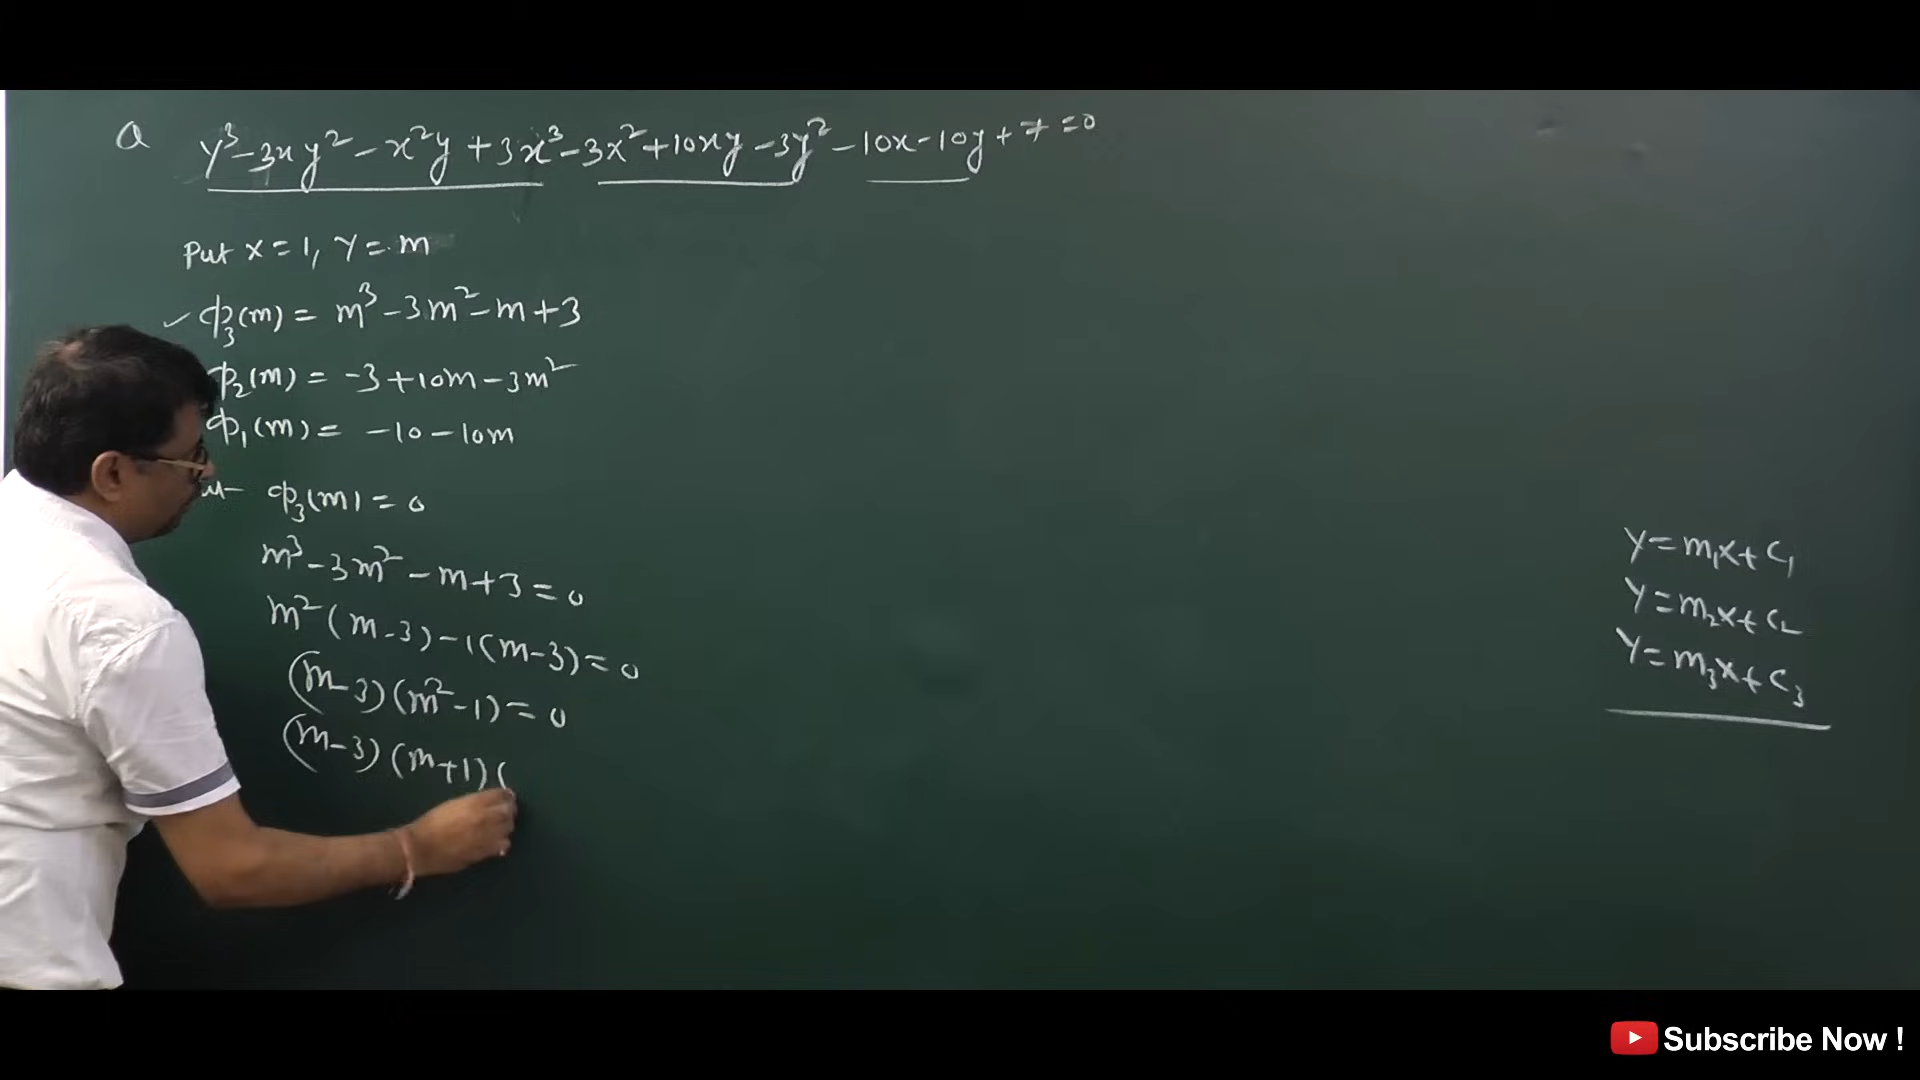 Q y³-3xy²-x²y+3x³-3x²+10xy-3y²-10x-10y+7=0
Put x=1, y=m
✓ φ₃(m) = m³-3m²-m+3
φ₂(m) = -3+10m-3m²
φ₁(m) = -10-10m
φ₃(m) = 0
m³-3m²-m+3=0
m²(m-3)-1(m-3)=0
(m-3)(m²-1)=0
(m-3)(m+1)(
y=m₁x+c₁
y=m₂x+c₂
y=m₃x+c₃
Subscribe Now !